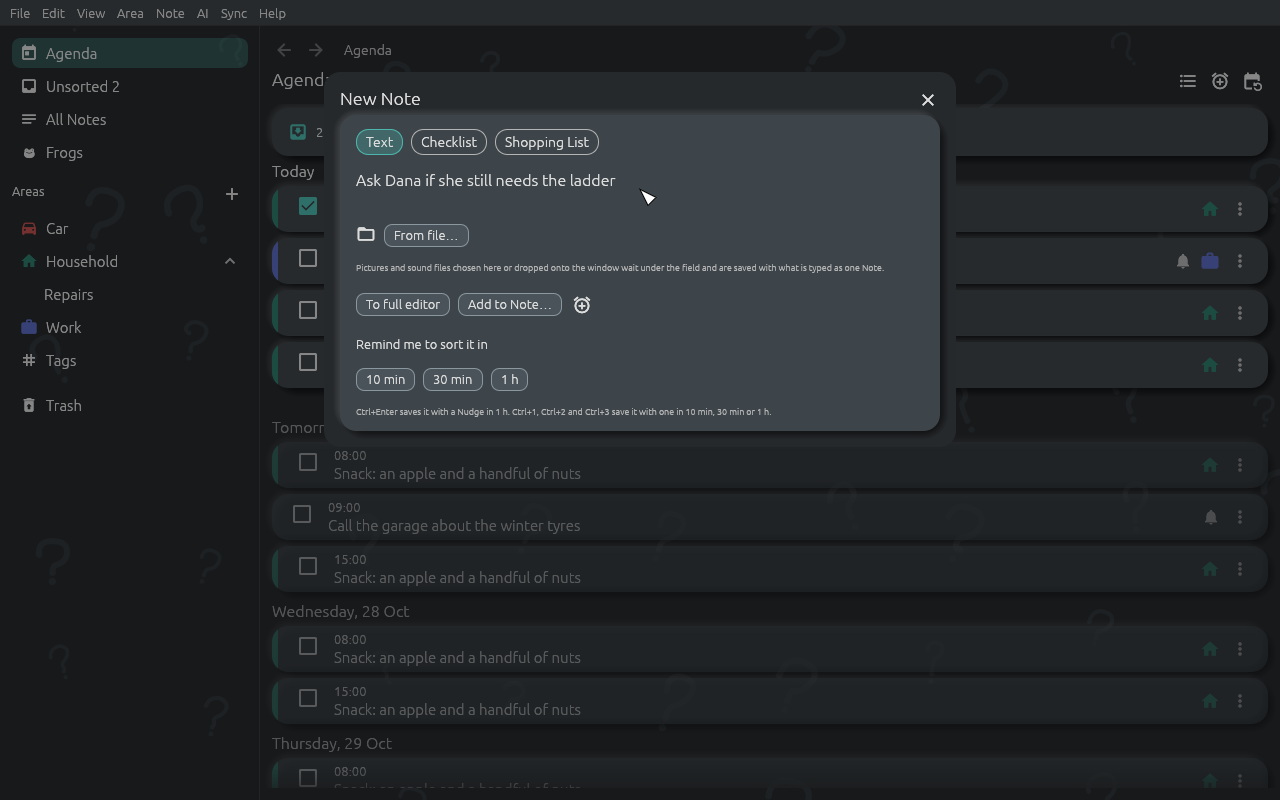 File Edit View Area Note AI Sync Help
Agenda
Unsorted 2
All Notes
Frogs
Areas
Car
Household
Repairs
Work
Tags
Trash
Agenda
Agenda
2
Today
New Note
Text Checklist Shopping List
Ask Dana if she still needs the ladder
From file...
Pictures and sound files chosen here or dropped onto the window wait under the field and are saved with what is typed as one Note.
To full editor Add to Note...
Remind me to sort it in
10 min 30 min 1 h
Ctrl+Enter saves it with a Nudge in 1 h. Ctrl+1, Ctrl+2 and Ctrl+3 save it with one in 10 min, 30 min or 1 h.
08:00
Snack: an apple and a handful of nuts
09:00
Call the garage about the winter tyres
15:00
Snack: an apple and a handful of nuts
Wednesday, 28 Oct
08:00
Snack: an apple and a handful of nuts
15:00
Snack: an apple and a handful of nuts
Thursday, 29 Oct
08:00
Snack: an apple and a handful of nuts